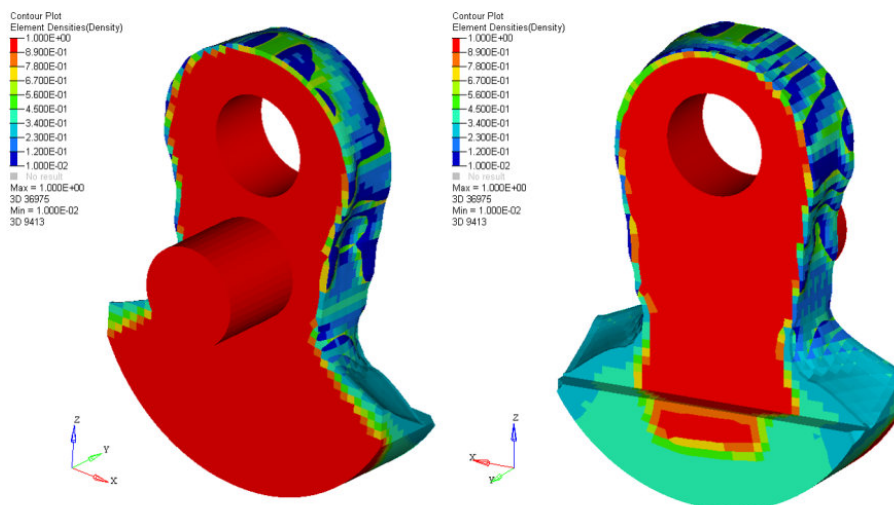 Contour Plot
Element Densities(Density)
1.000E+00
8.900E-01
7.800E-01
6.700E-01
5.600E-01
4.500E-01
3.400E-01
2.300E-01
1.200E-01
1.000E-02
No result
Max = 1.000E+00
3D 36975
Min = 1.000E-02
3D 9413
Z
Y
X
Contour Plot
Element Densities(Density)
1.000E+00
8.900E-01
7.800E-01
6.700E-01
5.600E-01
4.500E-01
3.400E-01
2.300E-01
1.200E-01
1.000E-02
No result
Max = 1.000E+00
3D 36975
Min = 1.000E-02
3D 9413
Z
X
Y